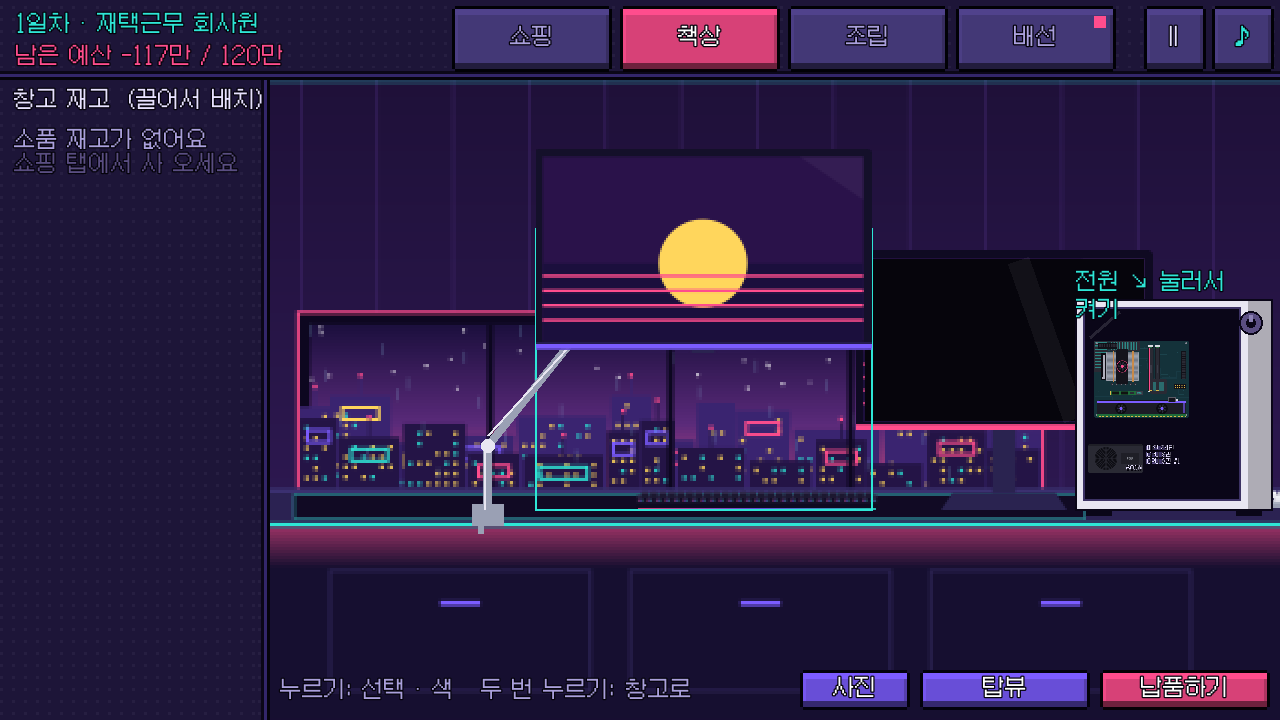 1일차 · 재택근무 회사원
남은 예산 -117만 / 120만
쇼핑
책상
조립
배선
창고 재고 (끌어서 배치)
소품 재고가 없어요
쇼핑 탭에서 사 오세요
전원 ↘ 눌러서
켜기
누르기: 선택 · 색 두 번 누르기: 창고로
사진
탑뷰
납품하기